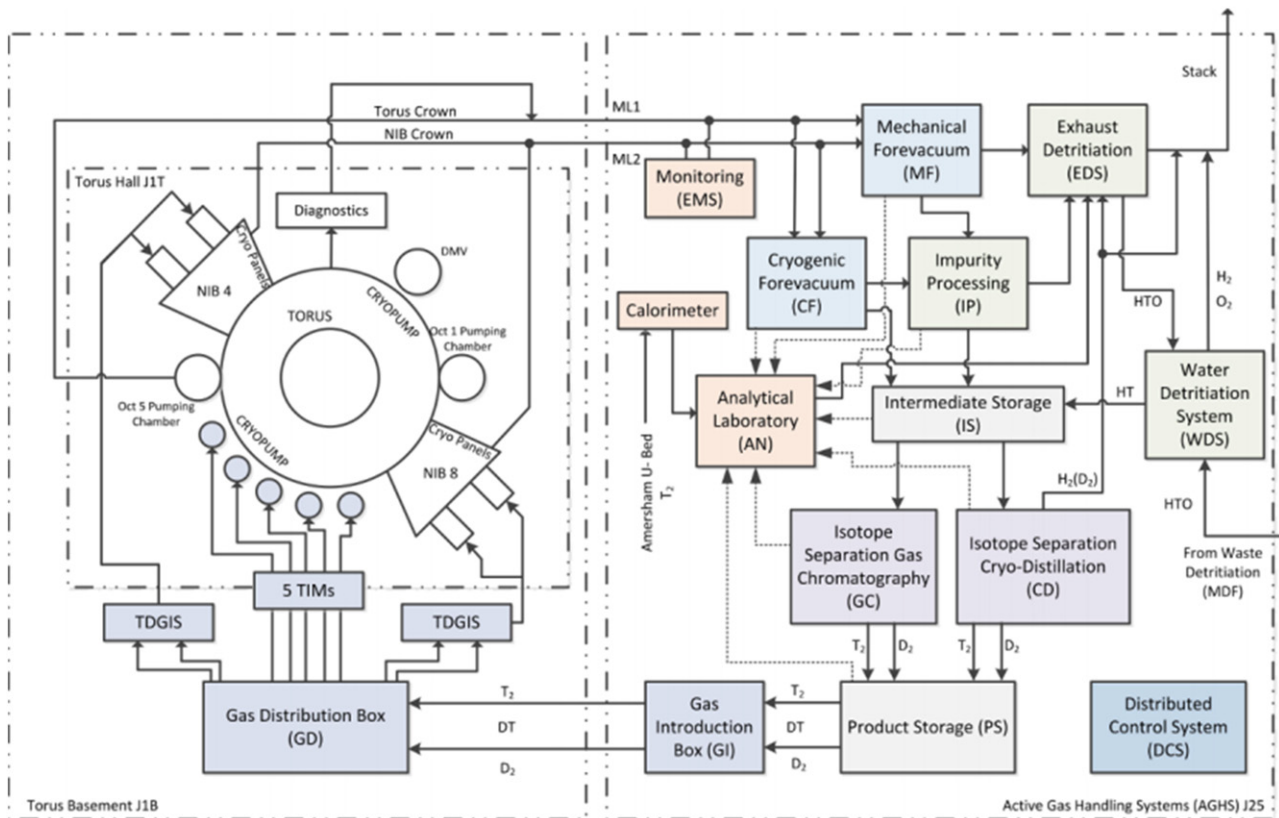 Stack
Torus Crown
ML1
NIB Crown
ML2
Mechanical
Forevacuum
(MF)
Exhaust
Detritiation
(EDS)
Monitoring
(EMS)
Torus Hall J1T
Diagnostics
Cryo Panels
NIB 4
DMV
CRYOPUMP
TORUS
Oct 1 Pumping
Chamber
Cryogenic
Forevacuum
(CF)
Impurity
Processing
(IP)
H2
O2
HTO
Calorimeter
Oct 5 Pumping
Chamber
CRYOPUMP
Cryo Panels
NIB 8
Analytical
Laboratory
(AN)
Intermediate Storage
(IS)
HT
Water
Detritiation
System
(WDS)
Amersham U- Bed
T2
H2(D2)
HTO
From Waste
Detritiation
(MDF)
Isotope
Separation Gas
Chromatography
(GC)
Isotope Separation
Cryo-Distillation
(CD)
5 TIMs
TDGIS
TDGIS
T2
D2
T2
D2
Gas Distribution Box
(GD)
T2
DT
D2
Gas
Introduction
Box (GI)
T2
DT
D2
Product Storage (PS)
Distributed
Control System
(DCS)
Torus Basement J1B
Active Gas Handling Systems (AGHS) J25